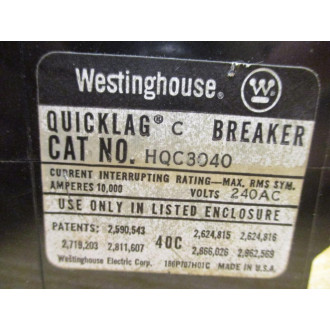 Westinghouse®
QUICKLAG® C BREAKER
CAT NO. HQC3040
CURRENT INTERRUPTING RATING—MAX. RMS SYM.
AMPERES 10,000 VOLTS 240AC
USE ONLY IN LISTED ENCLOSURE
PATENTS: 2,590,543 2,624,815 2,624,816
2,719,203 2,811,607 40C 2,866,026 2,962,569
Westinghouse Electric Corp. 186P787H01C MADE IN U.S.A.